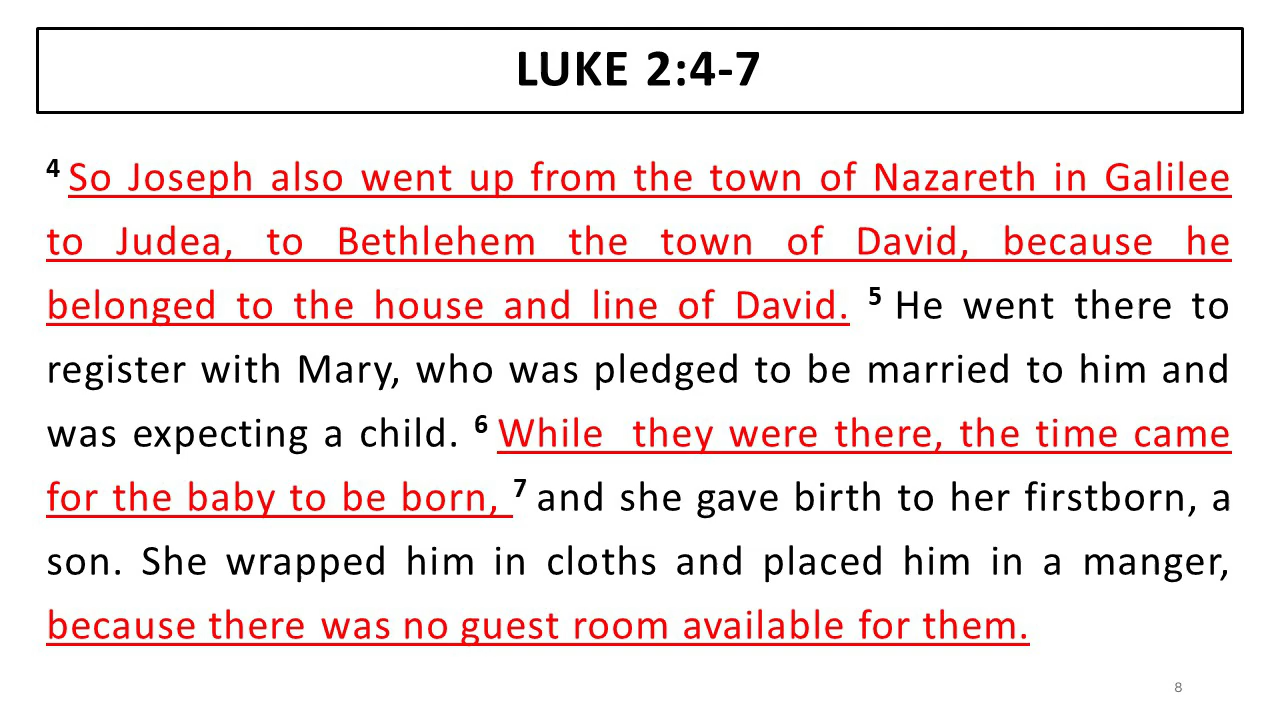 LUKE 2:4-7
4 So Joseph also went up from the town of Nazareth in Galilee
to Judea, to Bethlehem the town of David, because he
belonged to the house and line of David. 5 He went there to
register with Mary, who was pledged to be married to him and
was expecting a child. 6 While  they were there, the time came
for the baby to be born, 7 and she gave birth to her firstborn, a
son. She wrapped him in cloths and placed him in a manger,
because there was no guest room available for them.
8